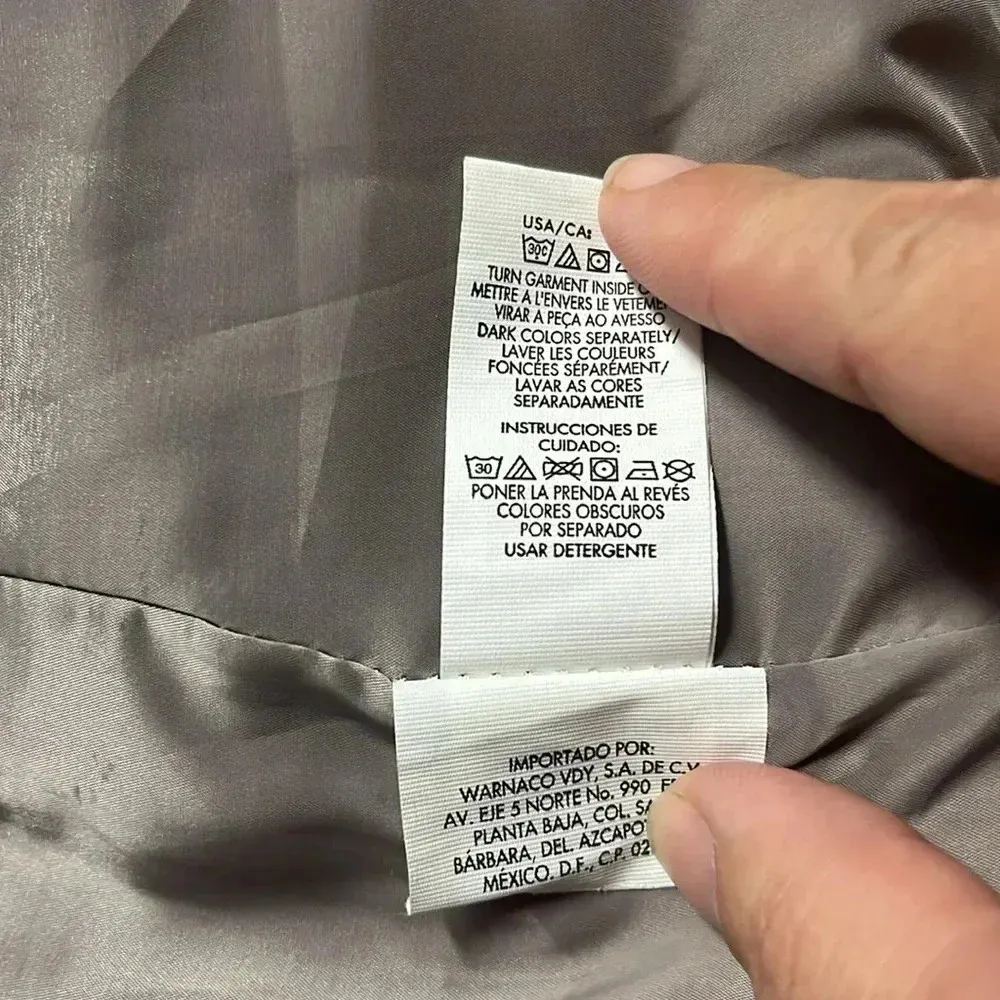 USA/CA:
30C
TURN GARMENT INSIDE
METTRE A L'ENVERS LE
VIRAR A PEÇA AO AVESSO
DARK COLORS SEPARATELY/
LAVER LES COULEURS
FONCÉES SÉPARÉMENT/
LAVAR AS CORES
SEPARADAMENTE
INSTRUCCIONES DE
CUIDADO:
30
PONER LA PRENDA AL REVÉS
COLORES OBSCUROS
POR SEPARADO
USAR DETERGENTE
IMPORTADO POR:
WARNACO VDY, S.A. DE C.V.
AV. EJE 5 NORTE No. 990
PLANTA BAJA, COL.
BÁRBARA, DEL.
MÉXICO, D.F., C.P.